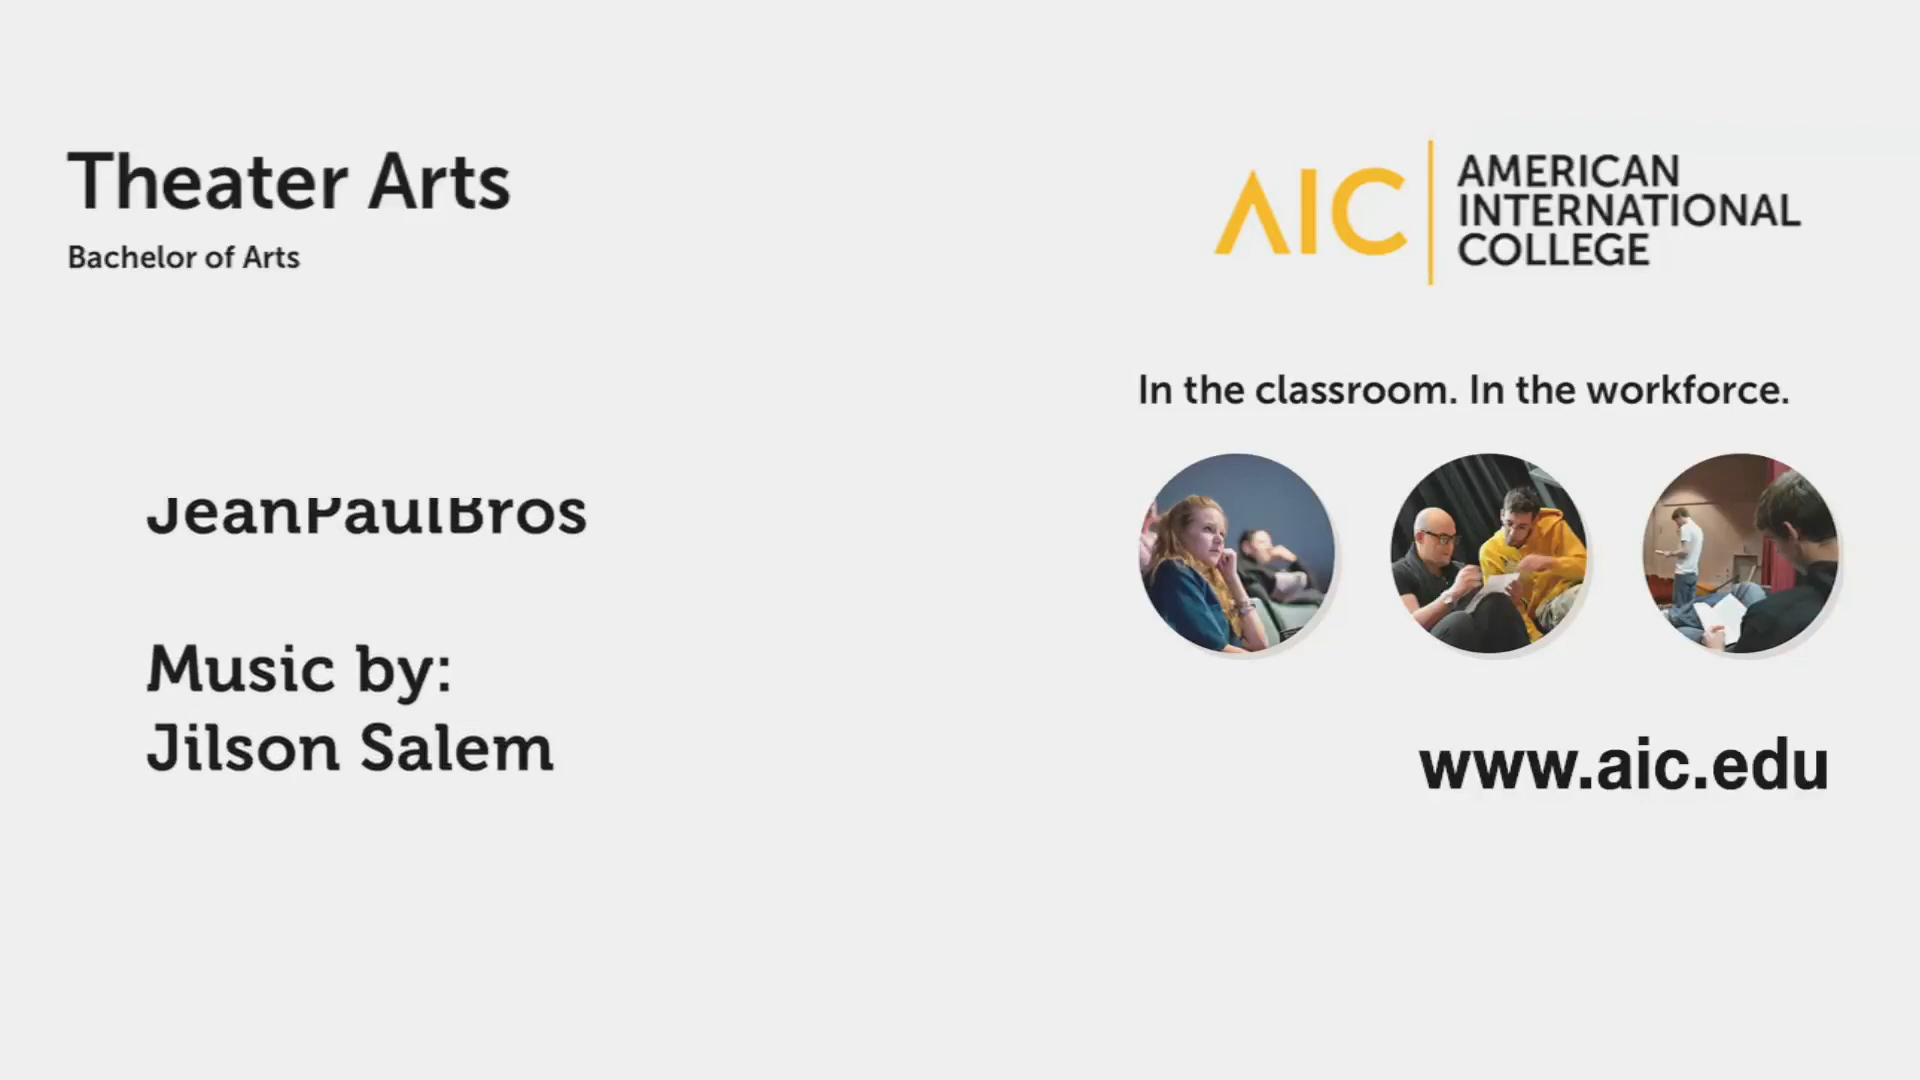 Theater Arts
Bachelor of Arts
JeanPaulBros
Music by:
Jilson Salem
AIC
AMERICAN
INTERNATIONAL
COLLEGE
In the classroom. In the workforce.
www.aic.edu